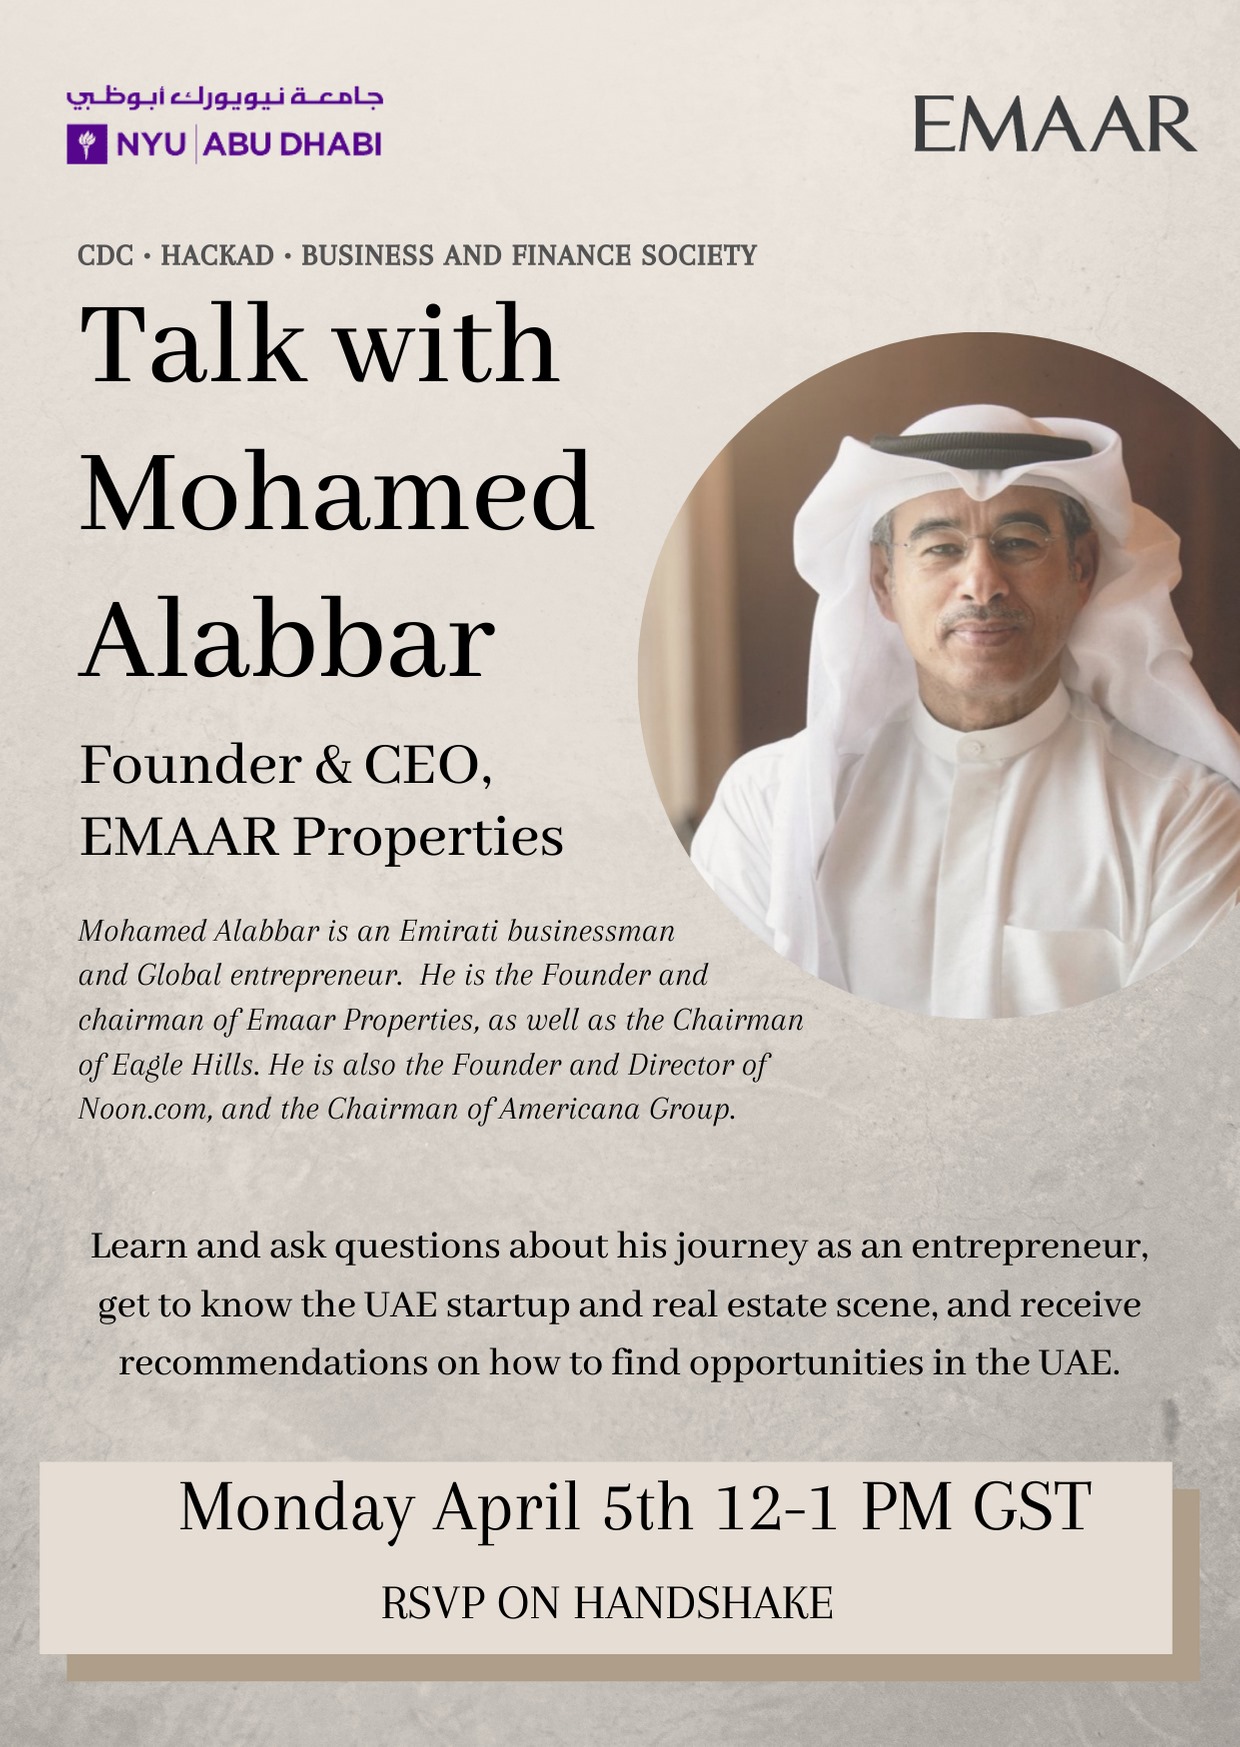 جامعة نيويورك أبوظبي
NYU ABU DHABI
EMAAR
CDC • HACKAD • BUSINESS AND FINANCE SOCIETY
Talk with
Mohamed
Alabbar
Founder & CEO,
EMAAR Properties
Mohamed Alabbar is an Emirati businessman
and Global entrepreneur. He is the Founder and
chairman of Emaar Properties, as well as the Chairman
of Eagle Hills. He is also the Founder and Director of
Noon.com, and the Chairman of Americana Group.
Learn and ask questions about his journey as an entrepreneur,
get to know the UAE startup and real estate scene, and receive
recommendations on how to find opportunities in the UAE.
Monday April 5th 12-1 PM GST
RSVP ON HANDSHAKE